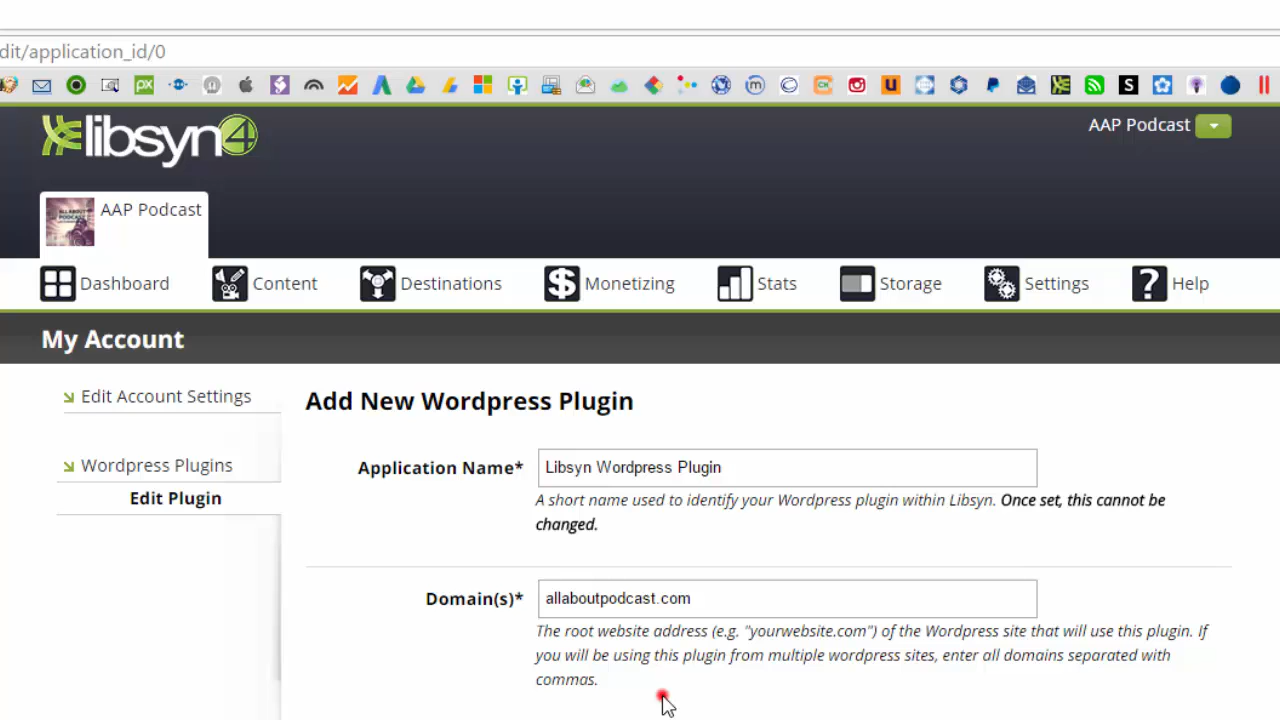 dit/application_id/0
libsyn4
AAP Podcast
AAP Podcast
Dashboard Content Destinations Monetizing Stats Storage Settings Help
My Account
Edit Account Settings
Wordpress Plugins
Edit Plugin
Add New Wordpress Plugin
Application Name* Libsyn Wordpress Plugin
A short name used to identify your Wordpress plugin within Libsyn. Once set, this cannot be
changed.
Domain(s)* allaboutpodcast.com
The root website address (e.g. "yourwebsite.com") of the Wordpress site that will use this plugin. If
you will be using this plugin from multiple wordpress sites, enter all domains separated with
commas.